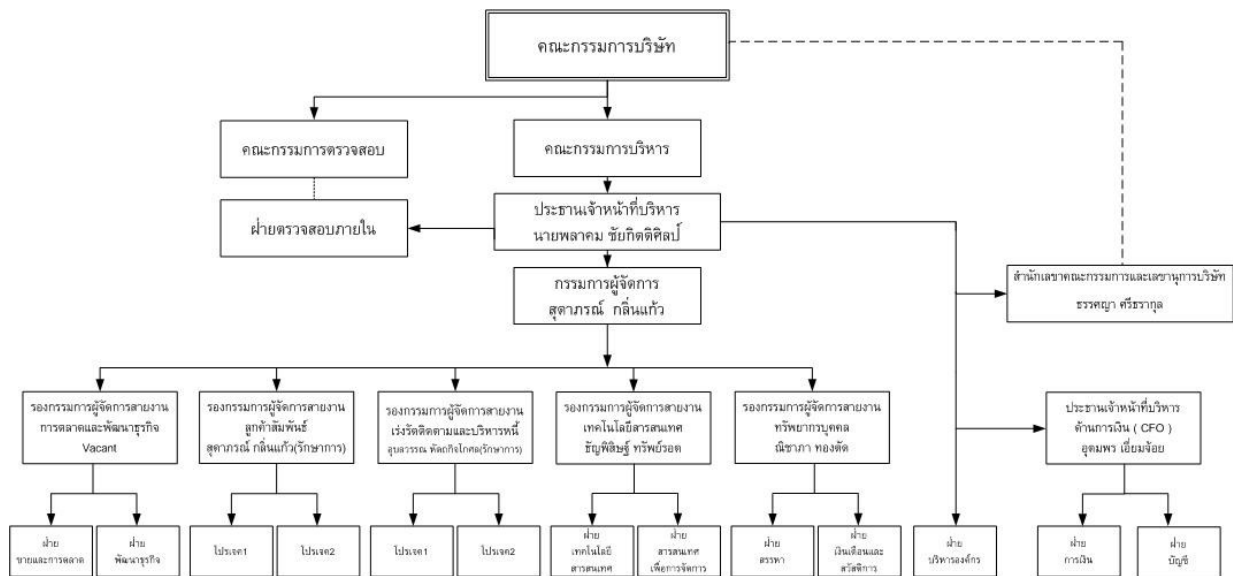 คณะกรรมการบริษัท
คณะกรรมการตรวจสอบ
คณะกรรมการบริหาร
ฝ่ายตรวจสอบภายใน
ประธานเจ้าหน้าที่บริหาร
นายพลาคม ชัยกิตติศิลป์
กรรมการผู้จัดการ
สุดาภรณ์ กลิ่นแก้ว
สำนักเลขาคณะกรรมการและเลขานุการบริษัท
ธรรศญา ศรีธรากุล
รองกรรมการผู้จัดการสายงาน
การตลาดและพัฒนาธุรกิจ
Vacant
รองกรรมการผู้จัดการสายงาน
ลูกค้าสัมพันธ์
สุดาภรณ์ กลิ่นแก้ว(รักษาการ)
รองกรรมการผู้จัดการสายงาน
เร่งรัดติดตามและบริหารหนี้
อุบลวรรณ ทัตถกิจโกศล(รักษาการ)
รองกรรมการผู้จัดการสายงาน
เทคโนโลยีสารสนเทศ
ธัญพิสิษฐ์ ทรัพย์รอด
รองกรรมการผู้จัดการสายงาน
ทรัพยากรบุคคล
ณิชาภา ทองดัด
ประธานเจ้าหน้าที่บริหาร
ด้านการเงิน ( CFO )
อุดมพร เอี่ยมจ้อย
ฝ่าย
ขายและการตลาด
ฝ่าย
พัฒนาธุรกิจ
โปรเจค1
โปรเจค2
โปรเจค1
โปรเจค2
ฝ่าย
เทคโนโลยี
สารสนเทศ
ฝ่าย
สารสนเทศ
เพื่อการจัดการ
ฝ่าย
สรรหา
ฝ่าย
เงินเดือนและ
สวัสดิการ
ฝ่าย
บริหารองค์กร
ฝ่าย
การเงิน
ฝ่าย
บัญชี